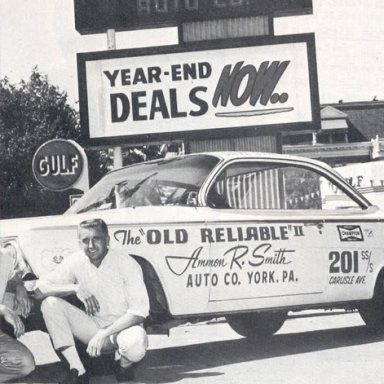 AUTO CO.
YEAR-END
DEALS NOW..
GULF
The "OLD RELIABLE" II
Ammon R. Smith
AUTO CO. YORK, PA.
CHAMPION
201 SS/S
CARLISLE AVE.